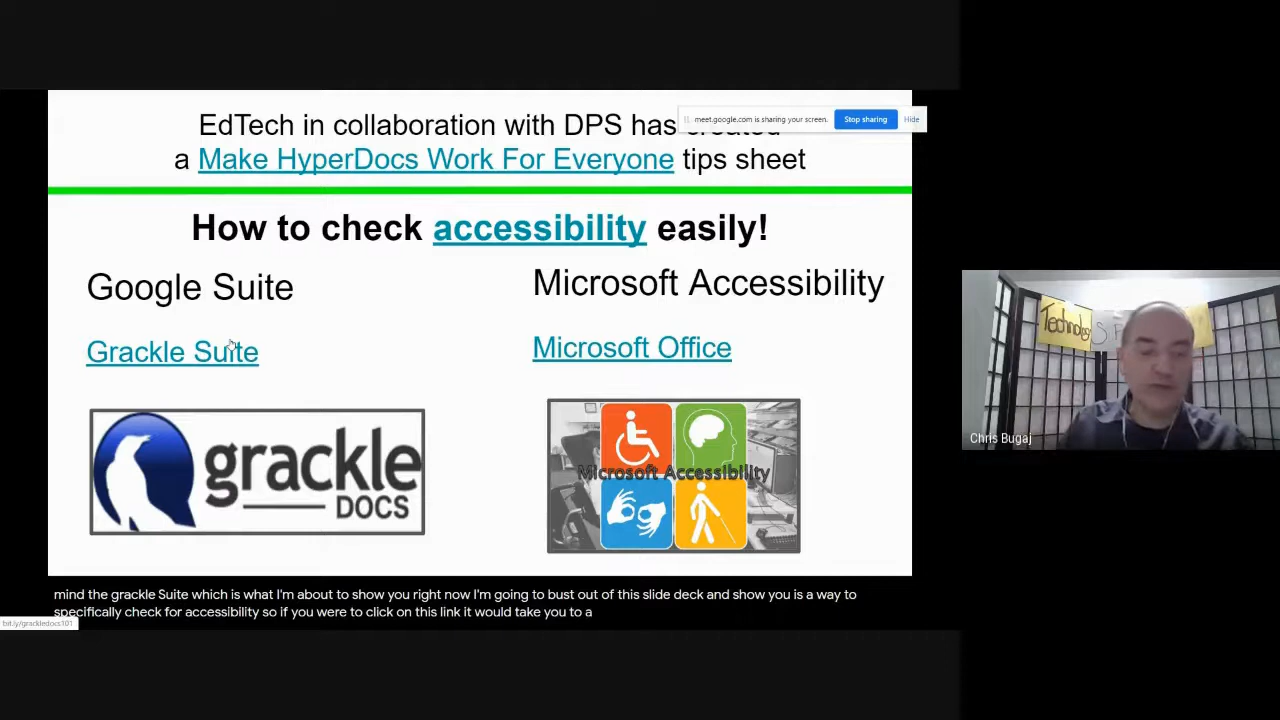 EdTech in collaboration with DPS has created
meet.google.com is sharing your screen.
Stop sharing
Hide
a Make HyperDocs Work For Everyone tips sheet
How to check accessibility easily!
Google Suite
Microsoft Accessibility
Grackle Suite
Microsoft Office
grackle
DOCS
Microsoft Accessibility
Technology
Chris Bugaj
mind the grackle Suite which is what I'm about to show you right now I'm going to bust out of this slide deck and show you is a way to
specifically check for accessibility so if you were to click on this link it would take you to a
bit.ly/grackledocs101